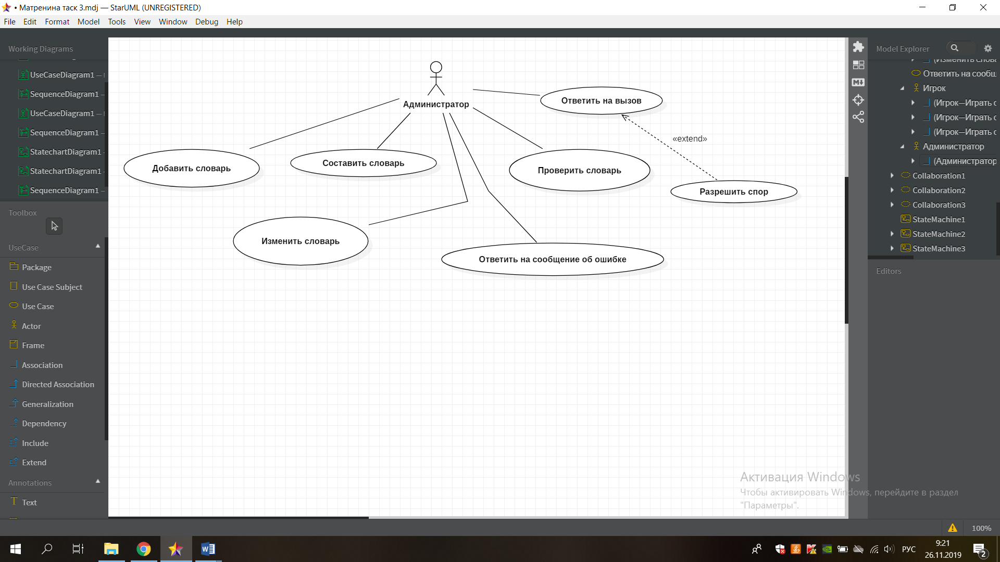 • Матренина таск 3.mdj — StarUML (UNREGISTERED)
File Edit Format Model Tools View Window Debug Help
Working Diagrams
UseCaseDiagram1 —
SequenceDiagram1 –
UseCaseDiagram1 —
SequenceDiagram1 –
StatechartDiagram1
StatechartDiagram1
SequenceDiagram1 –
Toolbox
UseCase
Package
Use Case Subject
Use Case
Actor
Frame
Association
Directed Association
Generalization
Dependency
Include
Extend
Annotations
Text
Администратор
Ответить на вызов
«extend»
Добавить словарь
Составить словарь
Проверить словарь
Разрешить спор
Изменить словарь
Ответить на сообщение об ошибке
Model Explorer
(Изменить слова
Ответить на сообщ
Игрок
(Игрок—Играть с
(Игрок—Играть с
(Игрок—Играть с
Администратор
(Администратор
Collaboration1
Collaboration2
Collaboration3
StateMachine1
StateMachine2
StateMachine3
Editors
Активация Windows
Чтобы активировать Windows, перейдите в раздел
"Параметры".
100%
РУС
9:21
26.11.2019
2